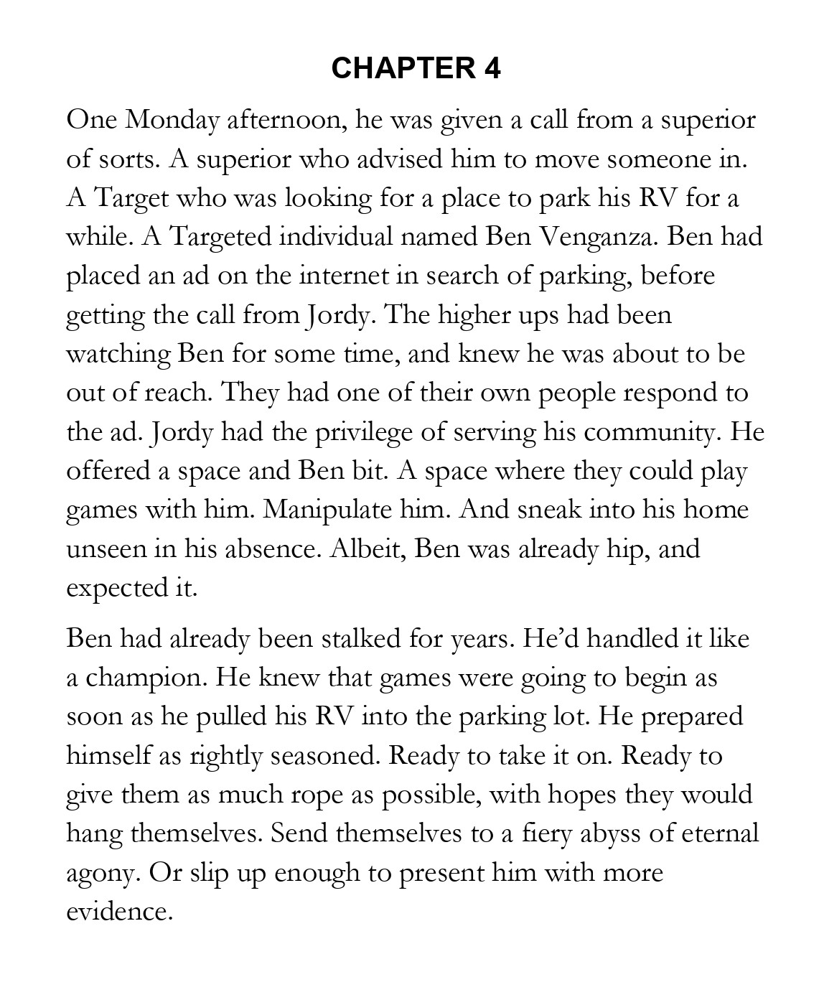 CHAPTER 4
One Monday afternoon, he was given a call from a superior
of sorts. A superior who advised him to move someone in.
A Target who was looking for a place to park his RV for a
while. A Targeted individual named Ben Venganza. Ben had
placed an ad on the internet in search of parking, before
getting the call from Jordy. The higher ups had been
watching Ben for some time, and knew he was about to be
out of reach. They had one of their own people respond to
the ad. Jordy had the privilege of serving his community. He
offered a space and Ben bit. A space where they could play
games with him. Manipulate him. And sneak into his home
unseen in his absence. Albeit, Ben was already hip, and
expected it.
Ben had already been stalked for years. He’d handled it like
a champion. He knew that games were going to begin as
soon as he pulled his RV into the parking lot. He prepared
himself as rightly seasoned. Ready to take it on. Ready to
give them as much rope as possible, with hopes they would
hang themselves. Send themselves to a fiery abyss of eternal
agony. Or slip up enough to present him with more
evidence.